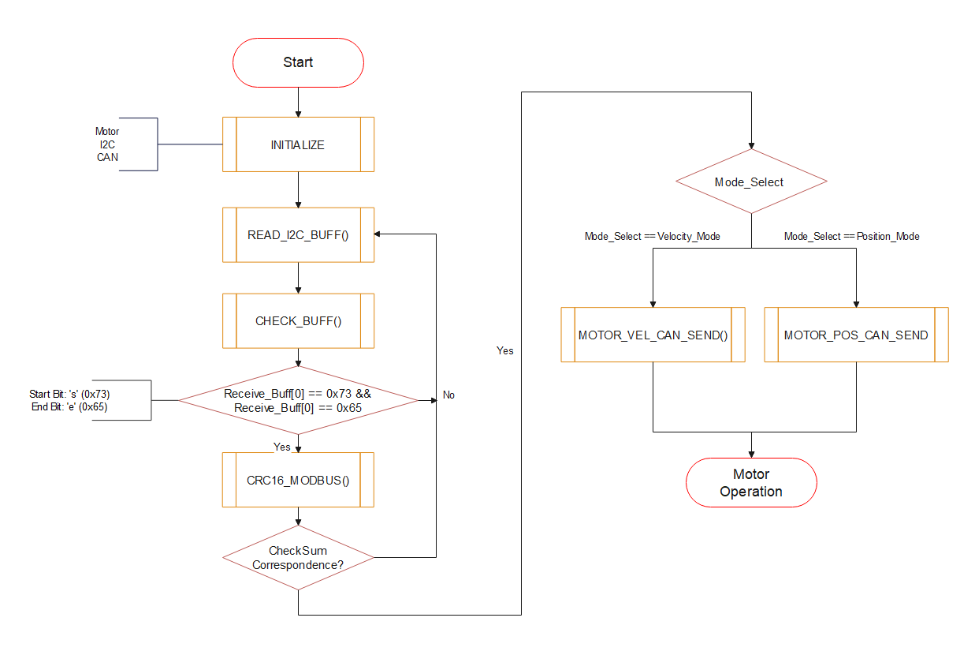 Start
Motor
I2C
CAN
INITIALIZE
READ_I2C_BUFF()
CHECK_BUFF()
Start Bit: 's' (0x73)
End Bit: 'e' (0x65)
Receive_Buff[0] == 0x73 &&
Receive_Buff[0] == 0x65
No
Yes
CRC16_MODBUS()
CheckSum
Correspondence?
Yes
Mode_Select
Mode_Select == Velocity_Mode
Mode_Select == Position_Mode
MOTOR_VEL_CAN_SEND()
MOTOR_POS_CAN_SEND
Motor
Operation